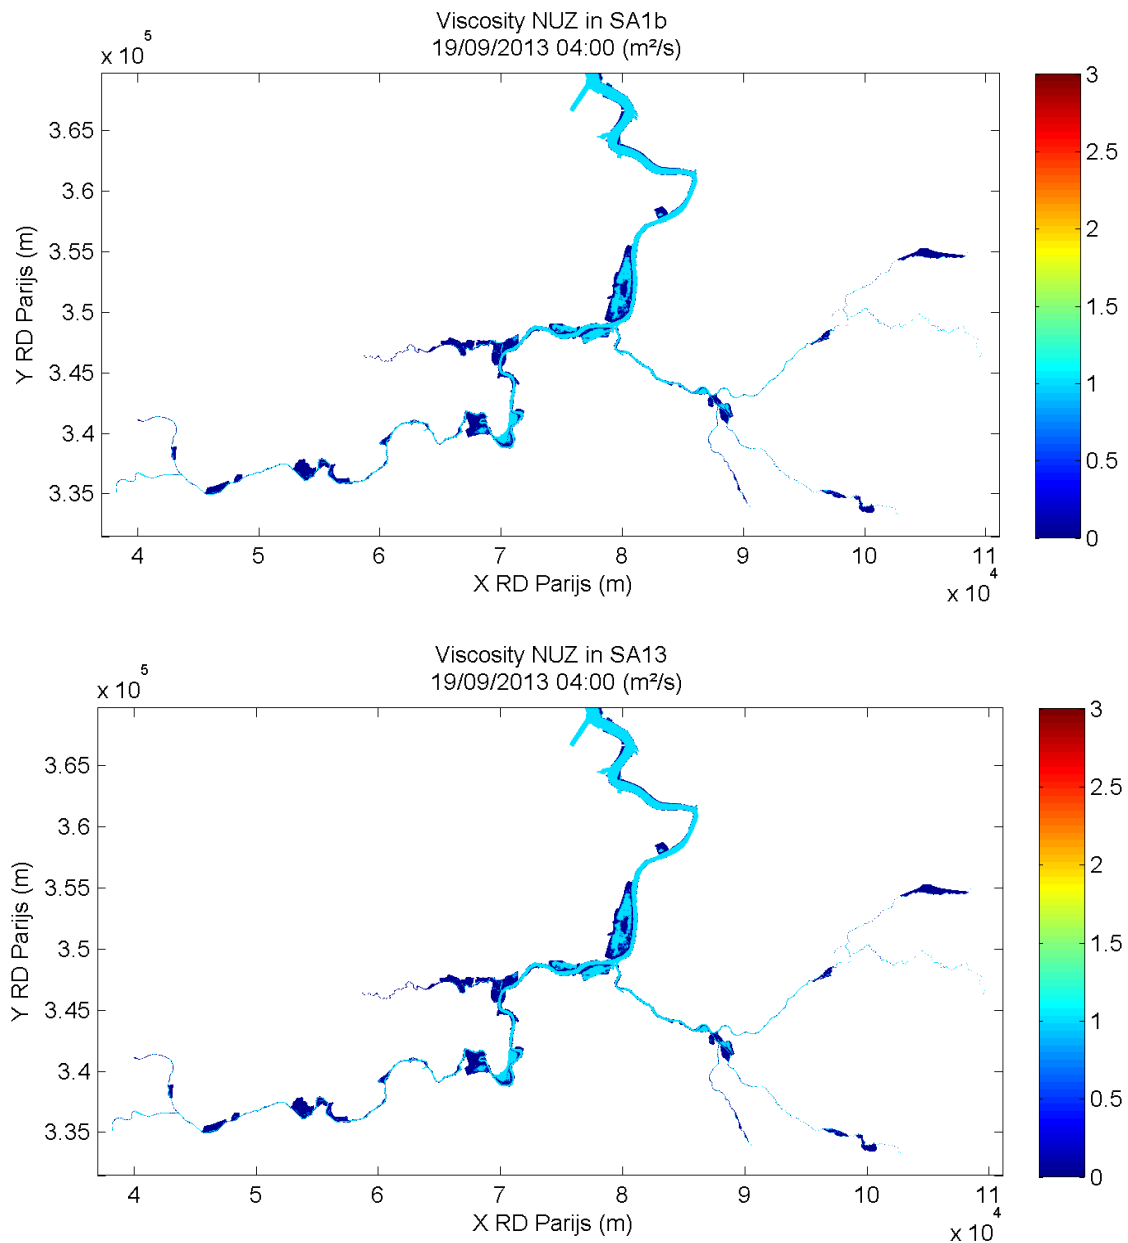 Viscosity NUZ in SA1b
19/09/2013 04:00 (m²/s)
x 10^5
3.65
3.6
3.55
3.5
3.45
3.4
3.35
Y RD Parijs (m)
4 5 6 7 8 9 10 11
X RD Parijs (m)
x 10^4
3
2.5
2
1.5
1
0.5
0
Viscosity NUZ in SA13
19/09/2013 04:00 (m²/s)
x 10^5
3.65
3.6
3.55
3.5
3.45
3.4
3.35
Y RD Parijs (m)
4 5 6 7 8 9 10 11
X RD Parijs (m)
x 10^4
3
2.5
2
1.5
1
0.5
0